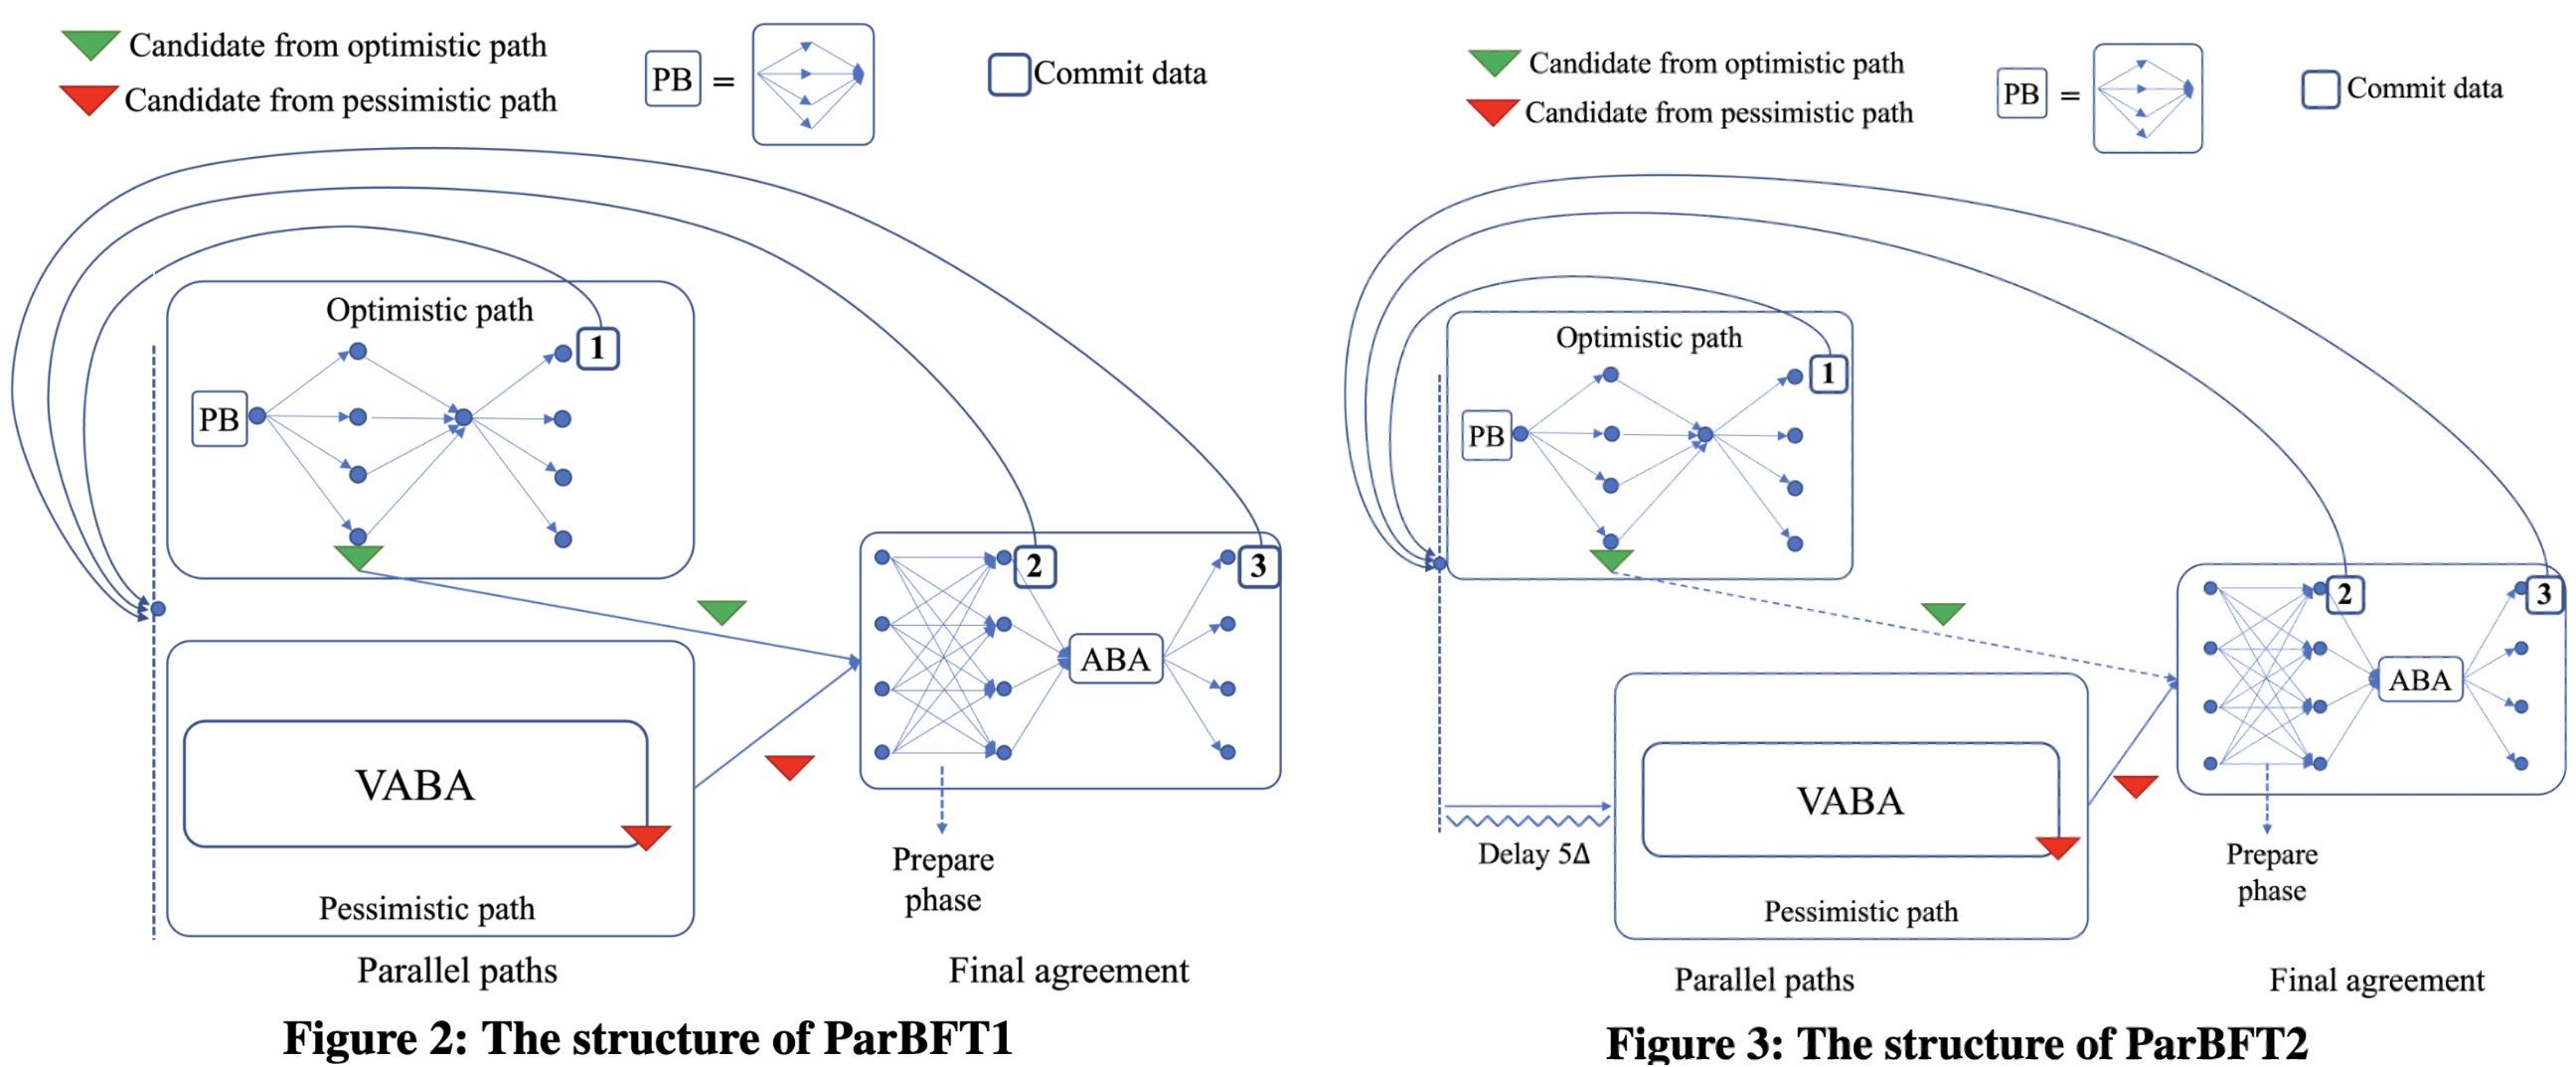 Candidate from optimistic path
Candidate from pessimistic path
PB =
Commit data
Optimistic path
1
PB
2
3
ABA
VABA
Pessimistic path
Prepare
phase
Parallel paths
Final agreement
Figure 2: The structure of ParBFT1
Candidate from optimistic path
Candidate from pessimistic path
PB =
Commit data
Optimistic path
1
PB
2
3
ABA
VABA
Delay 5Δ
Pessimistic path
Prepare
phase
Parallel paths
Final agreement
Figure 3: The structure of ParBFT2